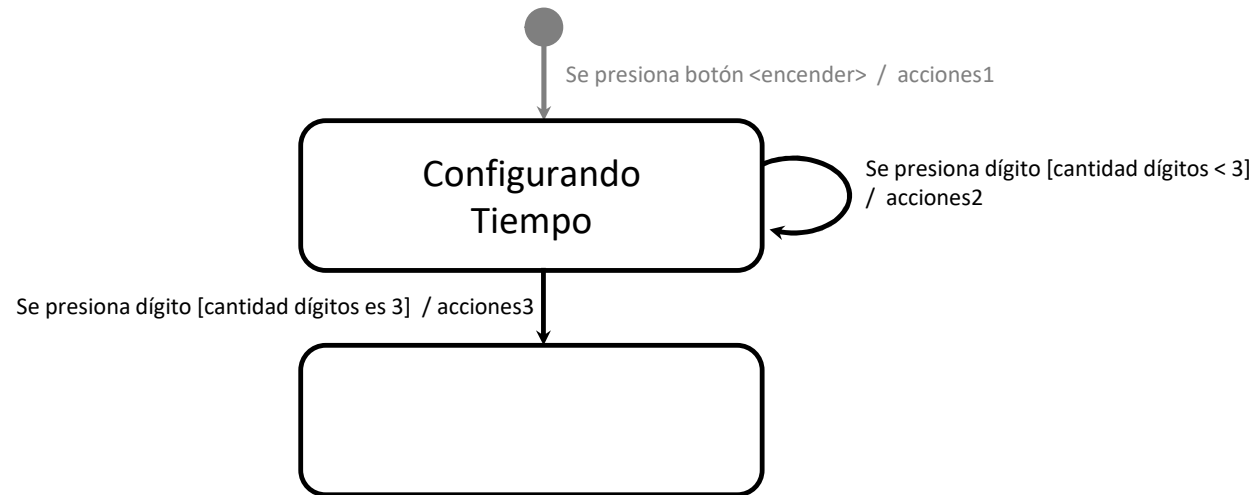 Se presiona botón <encender> / acciones1
Configurando
Tiempo
Se presiona dígito [cantidad dígitos < 3]
/ acciones2
Se presiona dígito [cantidad dígitos es 3] / acciones3